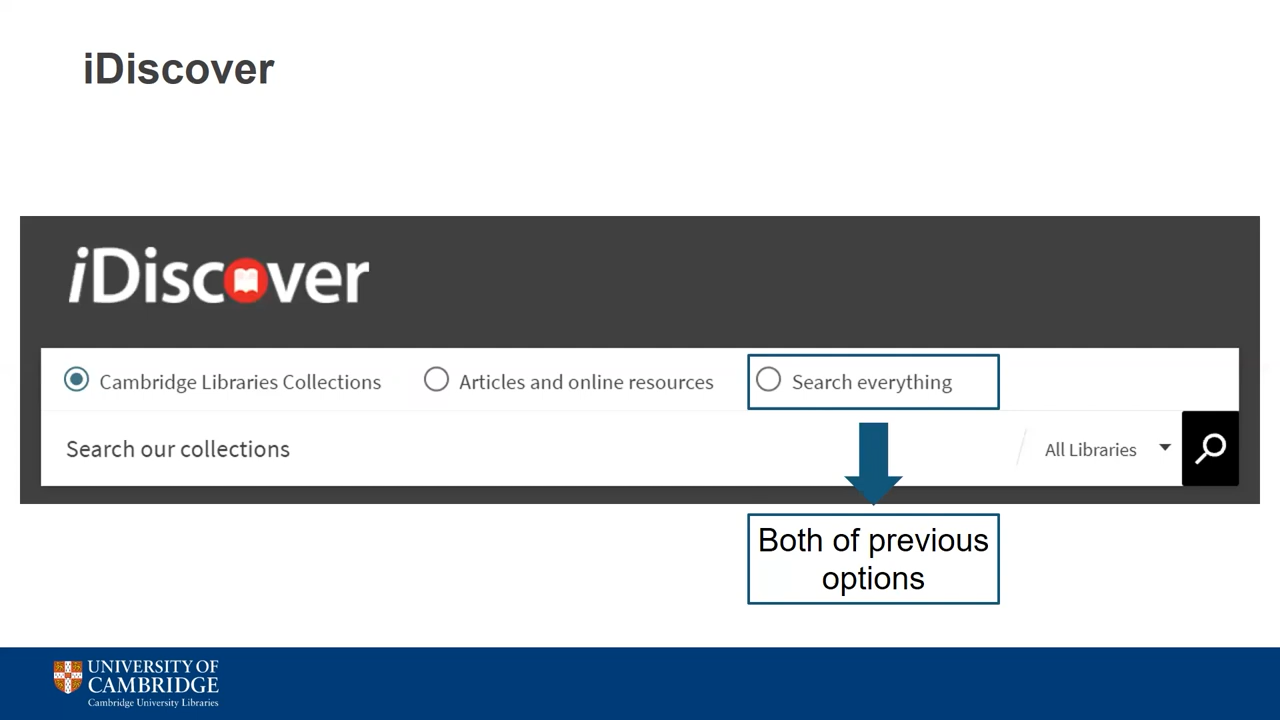 iDiscover
iDiscover
Cambridge Libraries Collections Articles and online resources Search everything
Search our collections All Libraries
Both of previous
options
UNIVERSITY OF
CAMBRIDGE
Cambridge University Libraries